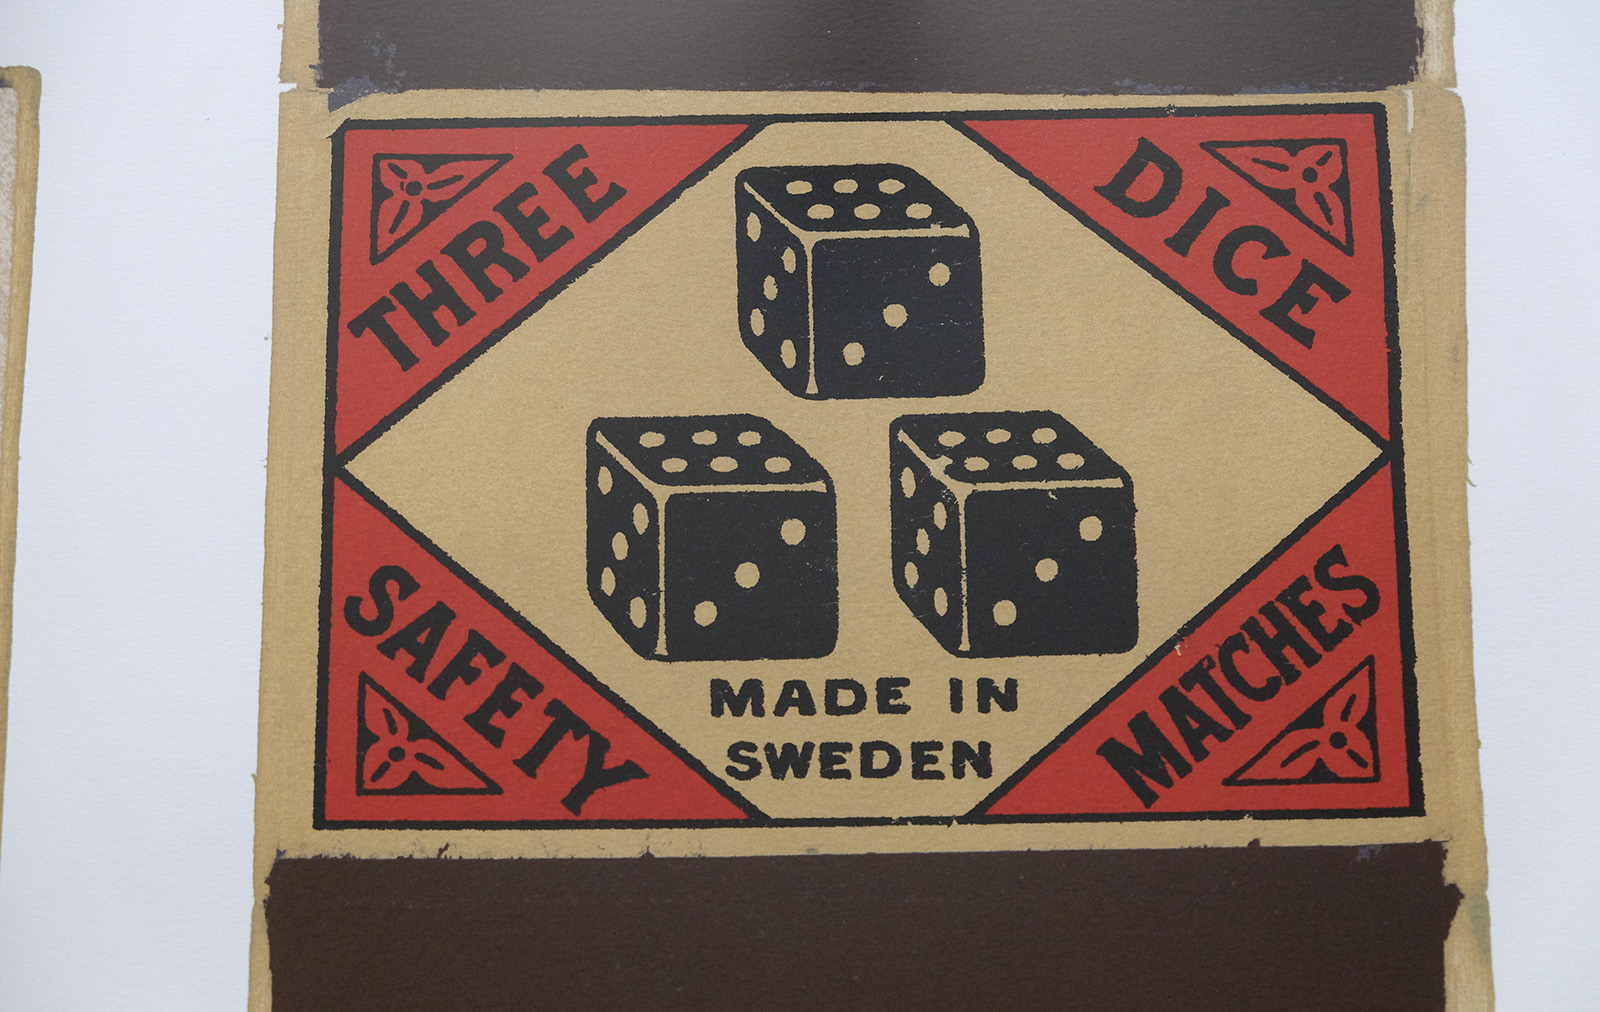 THREE
DICE
SAFETY
MATCHES
MADE IN
SWEDEN